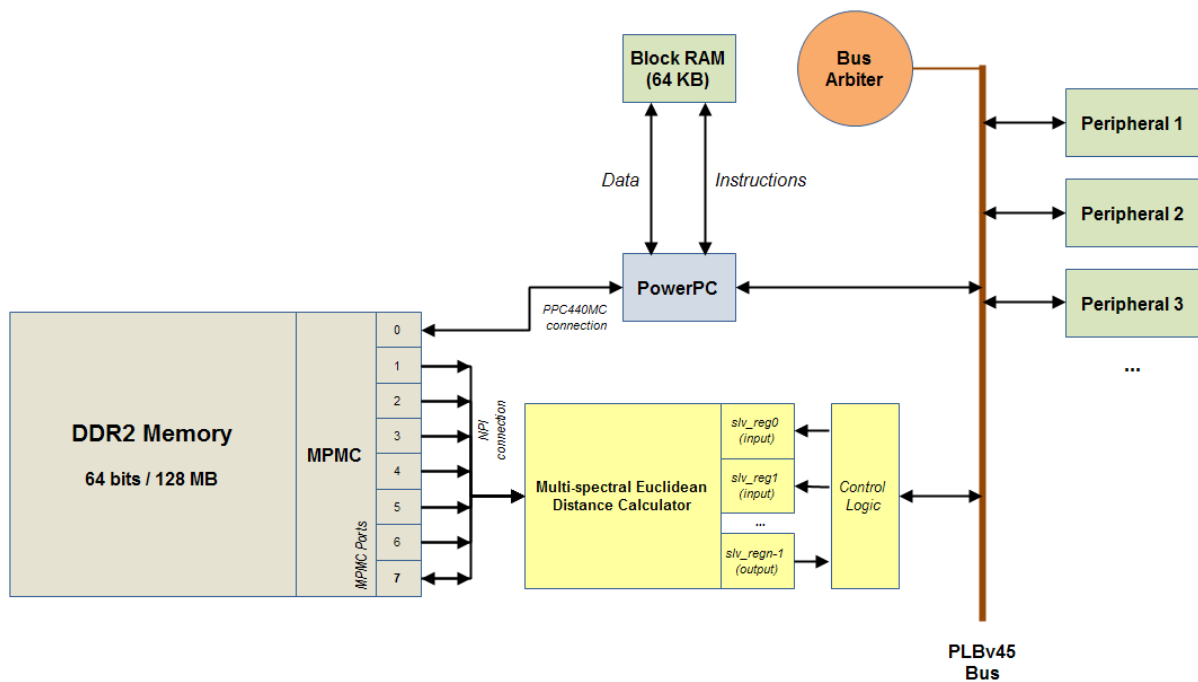 Block RAM
(64 KB)
Bus
Arbiter
Peripheral 1
Data
Instructions
Peripheral 2
PowerPC
Peripheral 3
...
PPC440MC
connection
DDR2 Memory
64 bits / 128 MB
MPMC
MPMC Ports
0
1
2
3
4
5
6
7
NPI
connection
Multi-spectral Euclidean
Distance Calculator
slv_reg0
(input)
slv_reg1
(input)
...
slv_regn-1
(output)
Control
Logic
PLBv45
Bus